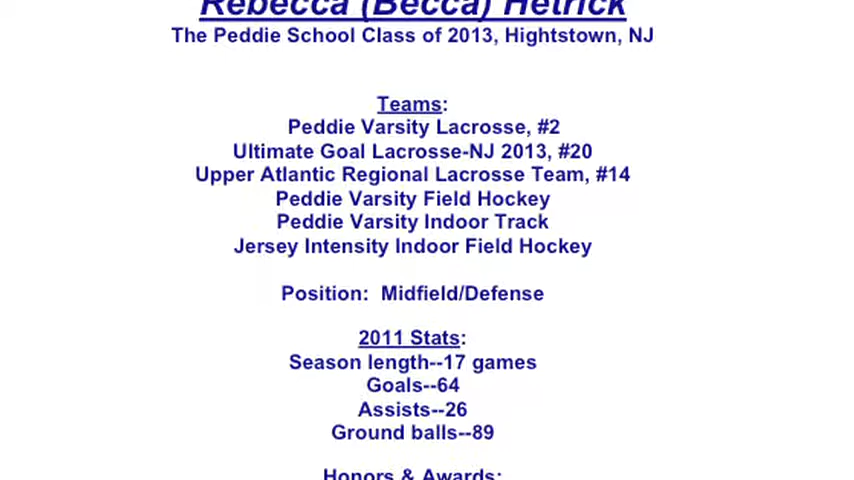 Rebecca (Becca) Hetrick
The Peddie School Class of 2013, Hightstown, NJ
Teams:
Peddie Varsity Lacrosse, #2
Ultimate Goal Lacrosse-NJ 2013, #20
Upper Atlantic Regional Lacrosse Team, #14
Peddie Varsity Field Hockey
Peddie Varsity Indoor Track
Jersey Intensity Indoor Field Hockey
Position: Midfield/Defense
2011 Stats:
Season length--17 games
Goals--64
Assists--26
Ground balls--89
Honors & Awards: